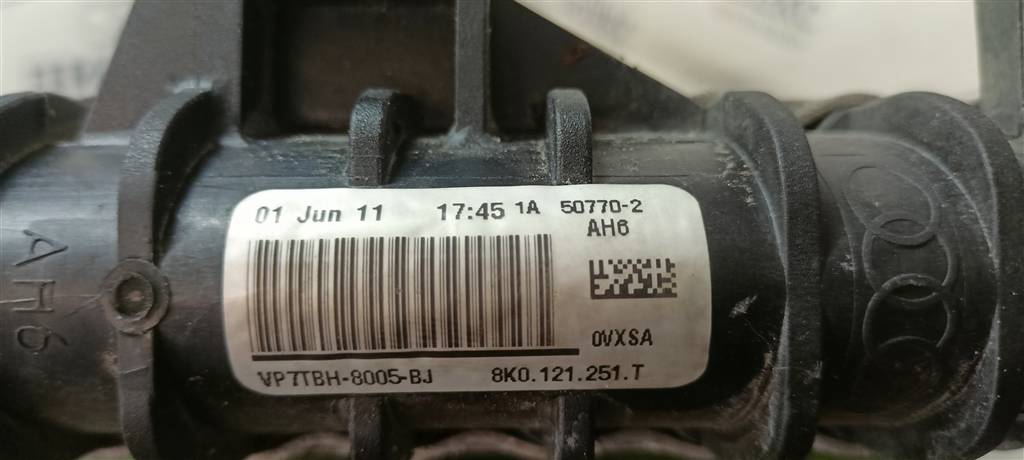 01 Jun 11 17:45 1A 50770-2
AH6
0VXSA
VP7TBH-8005-BJ 8K0.121.251.T
AH6